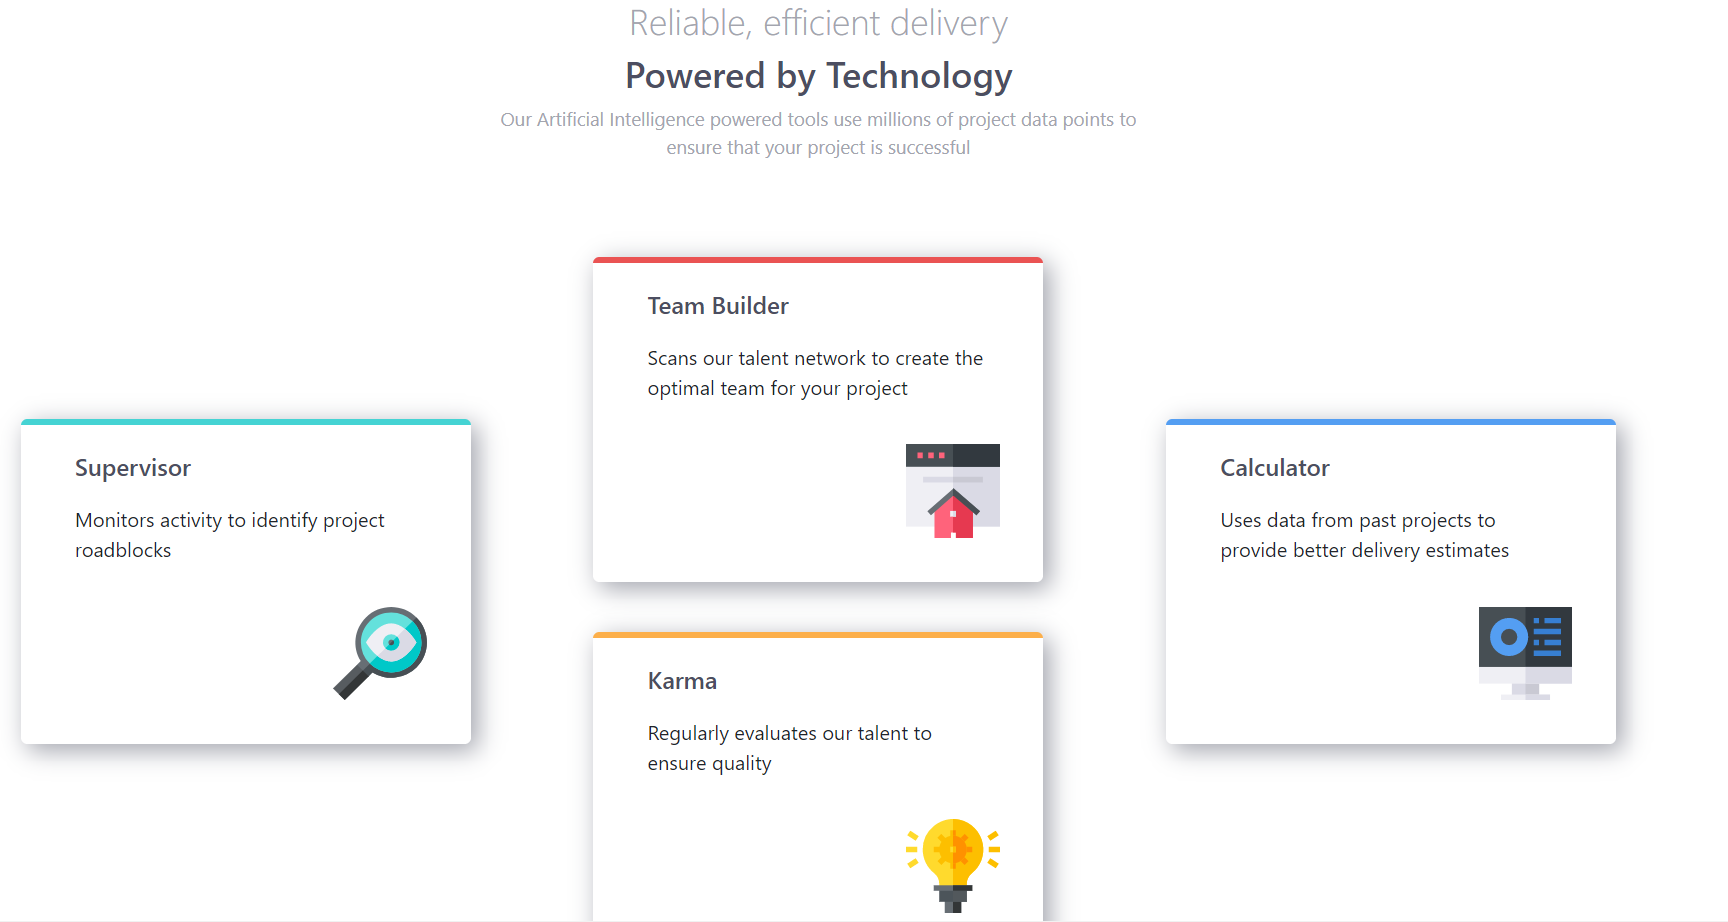 Reliable, efficient delivery
Powered by Technology
Our Artificial Intelligence powered tools use millions of project data points to
ensure that your project is successful
Supervisor
Monitors activity to identify project
roadblocks
Team Builder
Scans our talent network to create the
optimal team for your project
Karma
Regularly evaluates our talent to
ensure quality
Calculator
Uses data from past projects to
provide better delivery estimates